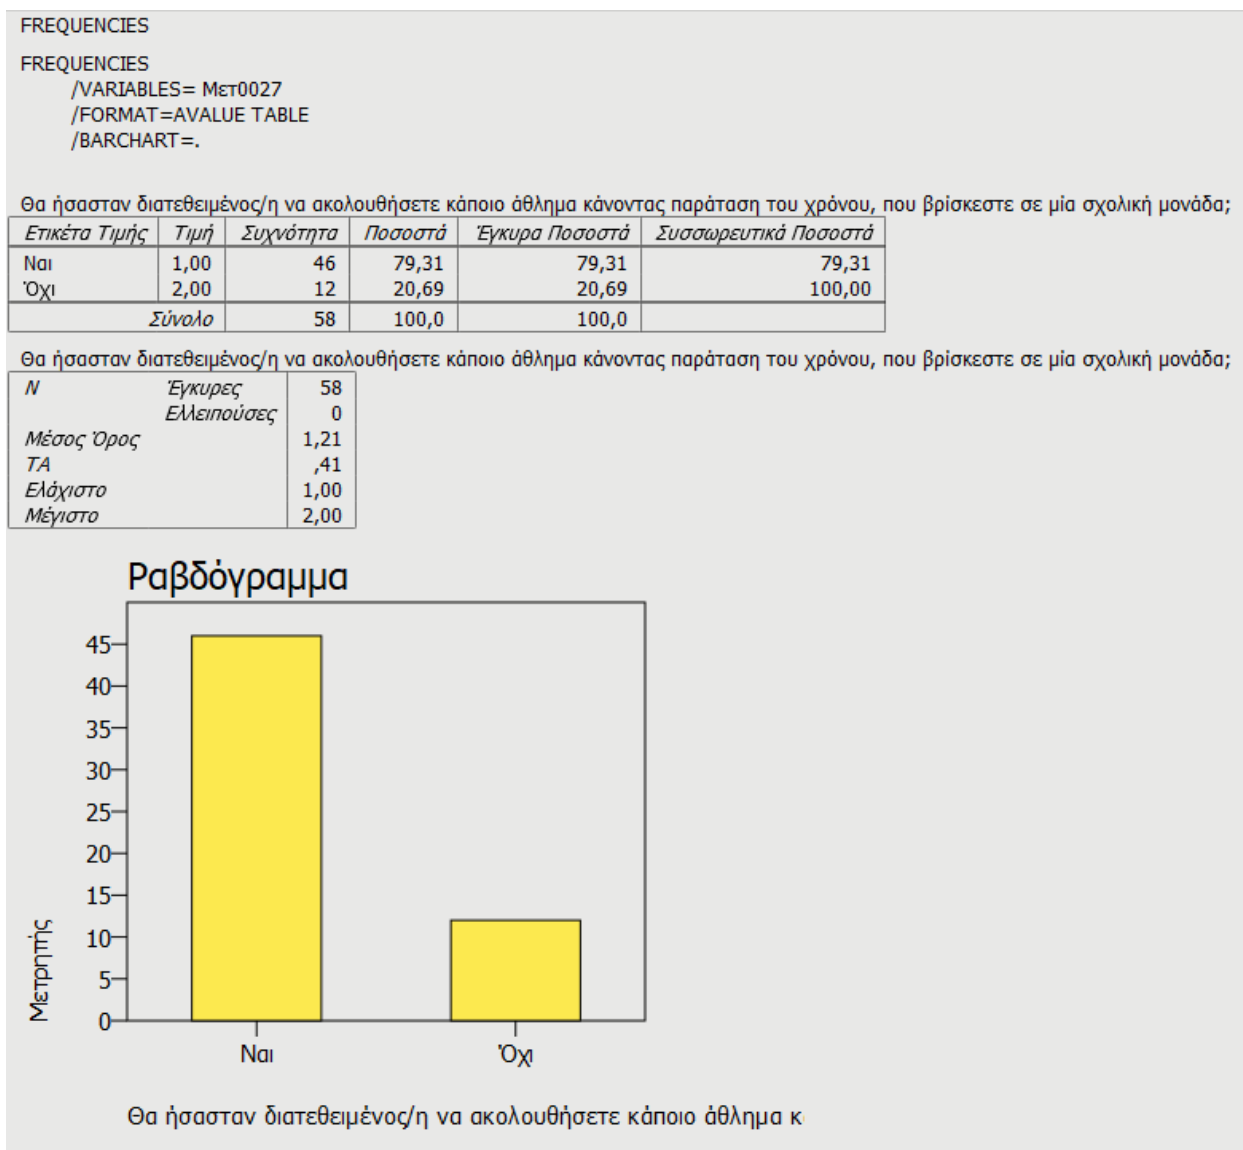 FREQUENCIES
FREQUENCIES
/VARIABLES= Μετ0027
/FORMAT=AVALUE TABLE
/BARCHART=.
Θα ήσασταν διατεθειμένος/η να ακολουθήσετε κάποιο άθλημα κάνοντας παράταση του χρόνου, που βρίσκεστε σε μία σχολική μονάδα;
Ετικέτα Τιμής Τιμή Συχνότητα Ποσοστά Έγκυρα Ποσοστά Συσσωρευτικά Ποσοστά
Ναι 1,00 46 79,31 79,31 79,31
Όχι 2,00 12 20,69 20,69 100,00
Σύνολο 58 100,0 100,0
Θα ήσασταν διατεθειμένος/η να ακολουθήσετε κάποιο άθλημα κάνοντας παράταση του χρόνου, που βρίσκεστε σε μία σχολική μονάδα;
N Έγκυρες 58
Ελλειπούσες 0
Μέσος Όρος 1,21
ΤΑ ,41
Ελάχιστο 1,00
Μέγιστο 2,00
Ραβδόγραμμα
45
40
35
30
25
20
15
10
5
0
Μετρητής
Ναι Όχι
Θα ήσασταν διατεθειμένος/η να ακολουθήσετε κάποιο άθλημα κ